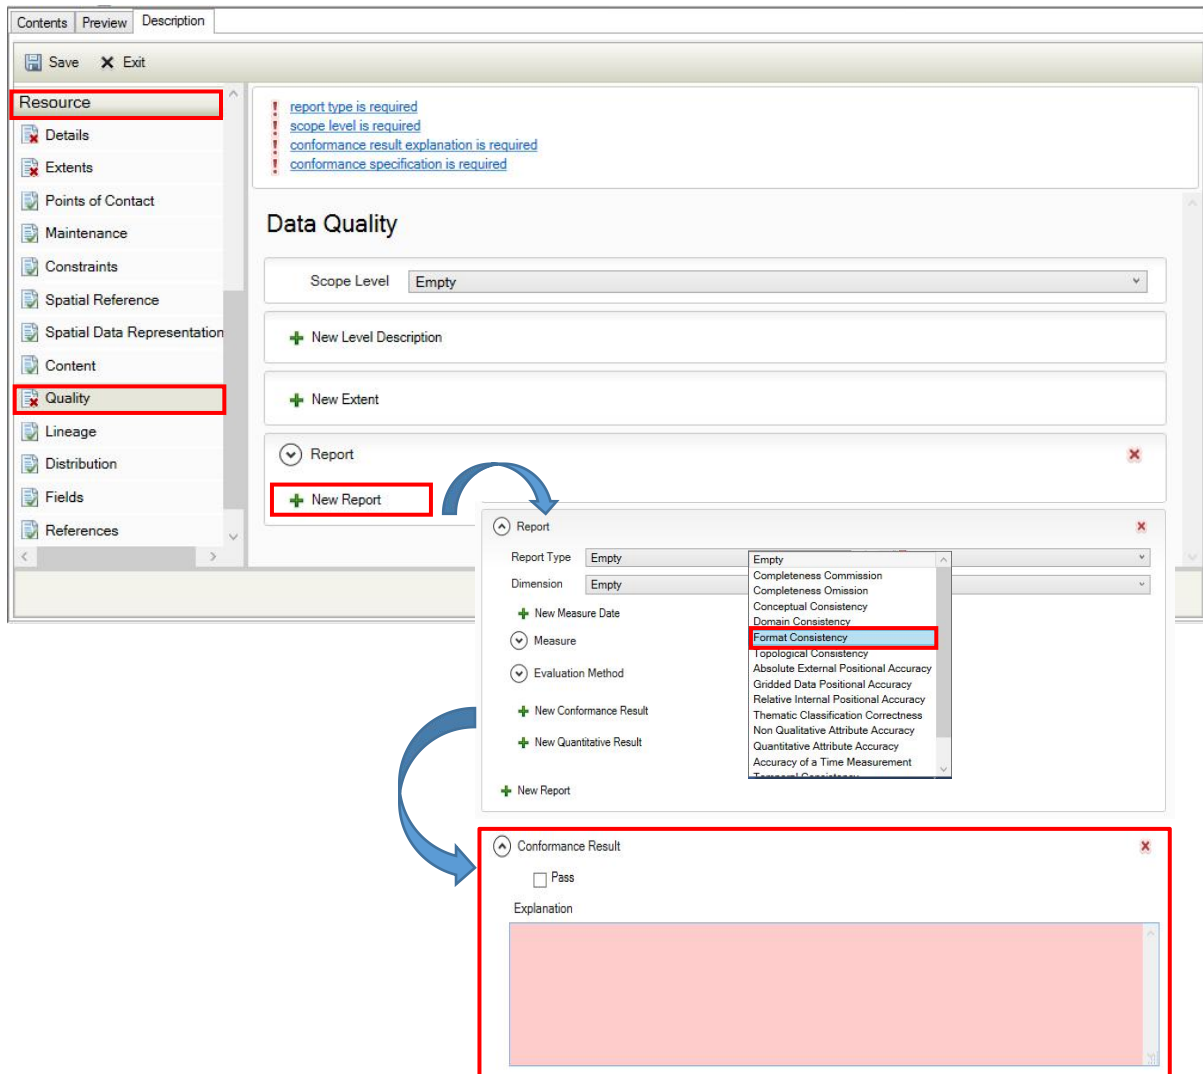 Contents Preview Description
Save Exit
Resource
Details
Extents
Points of Contact
Maintenance
Constraints
Spatial Reference
Spatial Data Representation
Content
Quality
Lineage
Distribution
Fields
References
report type is required
scope level is required
conformance result explanation is required
conformance specification is required
Data Quality
Scope Level Empty
New Level Description
New Extent
Report
New Report
Report
Report Type Empty
Dimension Empty
New Measure Date
Measure
Evaluation Method
New Conformance Result
New Quantitative Result
New Report
Empty
Completeness Commission
Completeness Omission
Conceptual Consistency
Domain Consistency
Format Consistency
Topological Consistency
Absolute External Positional Accuracy
Gridded Data Positional Accuracy
Relative Internal Positional Accuracy
Thematic Classification Correctness
Non Qualitative Attribute Accuracy
Quantitative Attribute Accuracy
Accuracy of a Time Measurement
Temporal Consistency
Conformance Result
Pass
Explanation